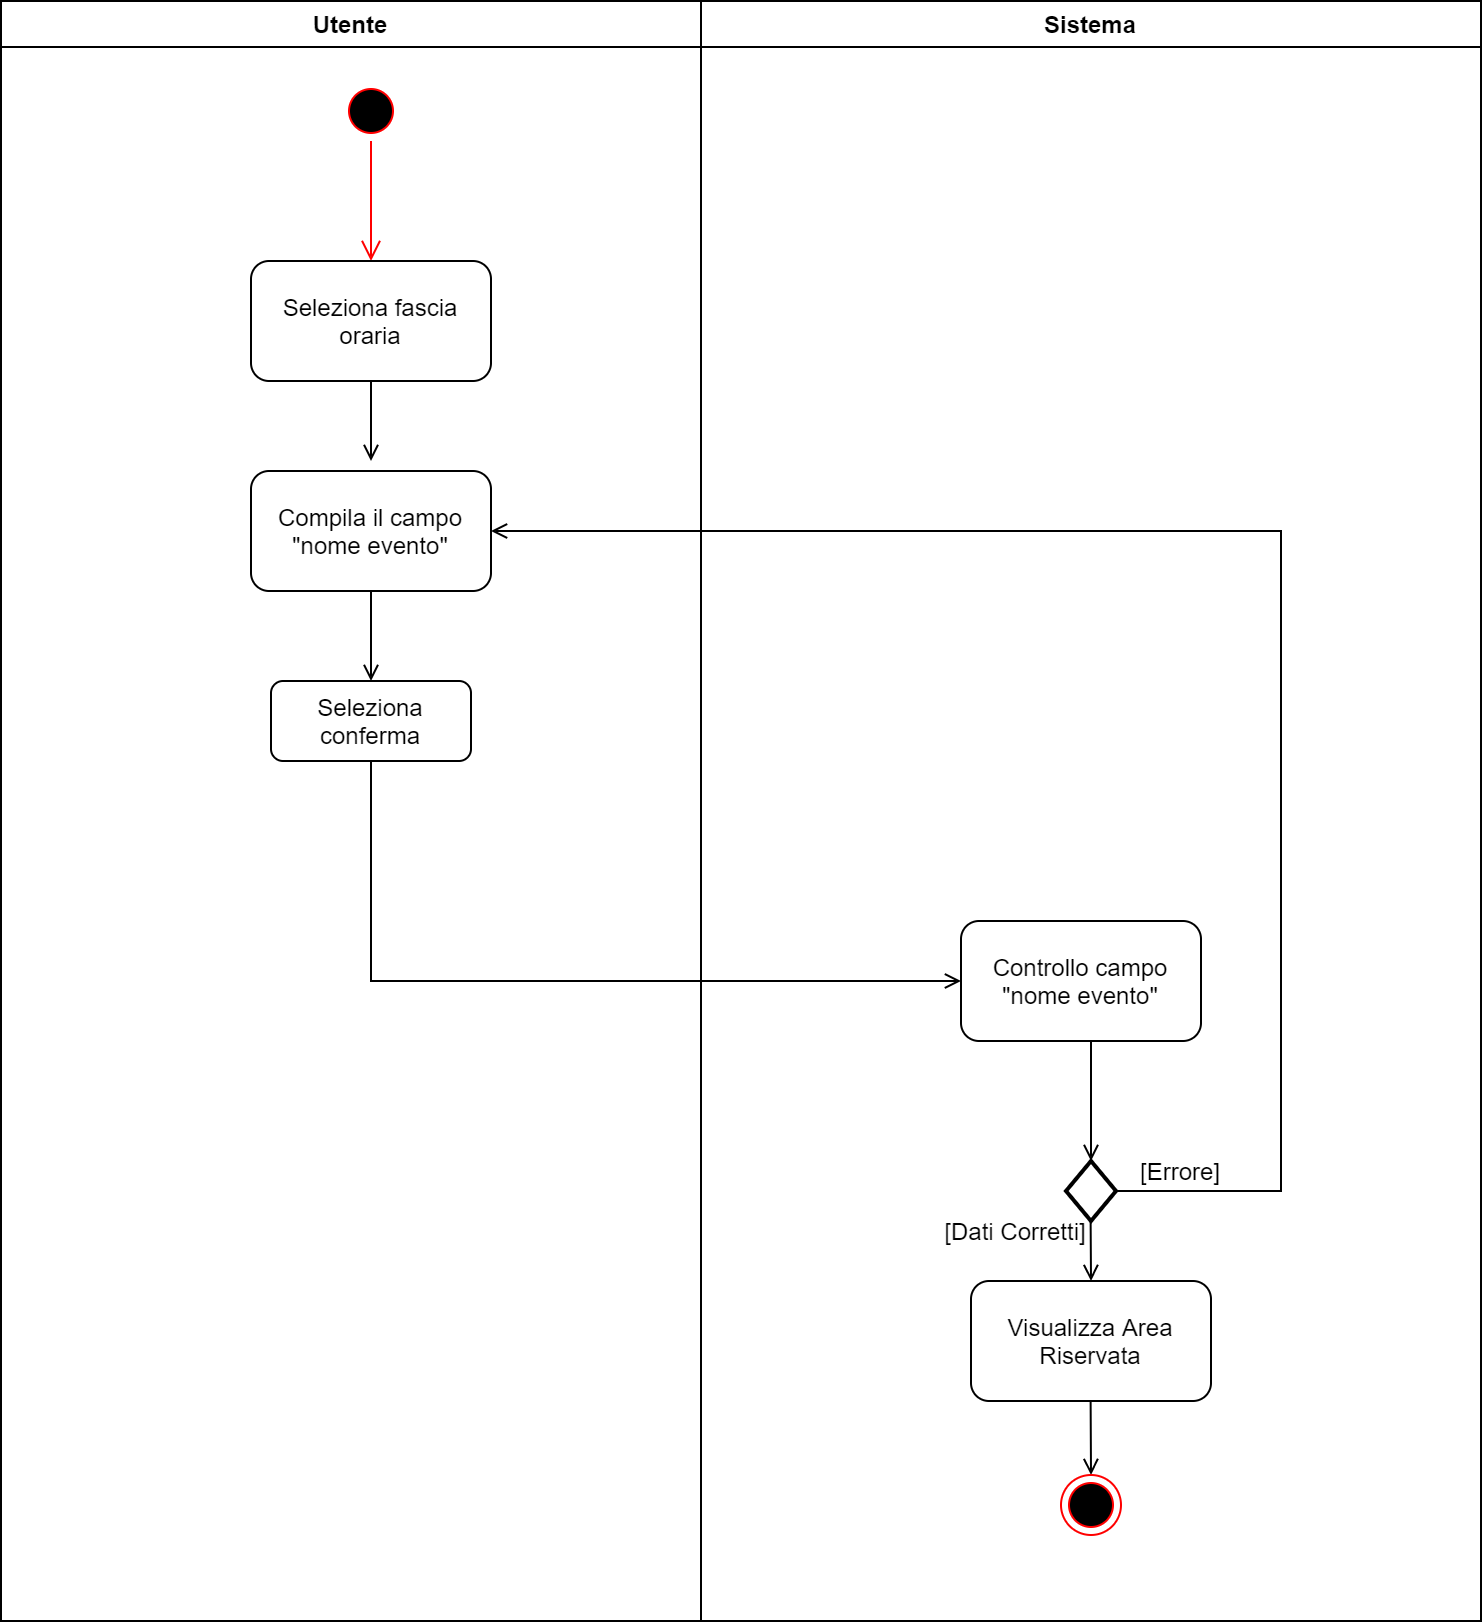 Utente
Sistema
Seleziona fascia
oraria
Compila il campo
"nome evento"
Seleziona
conferma
Controllo campo
"nome evento"
[Errore]
[Dati Corretti]
Visualizza Area
Riservata